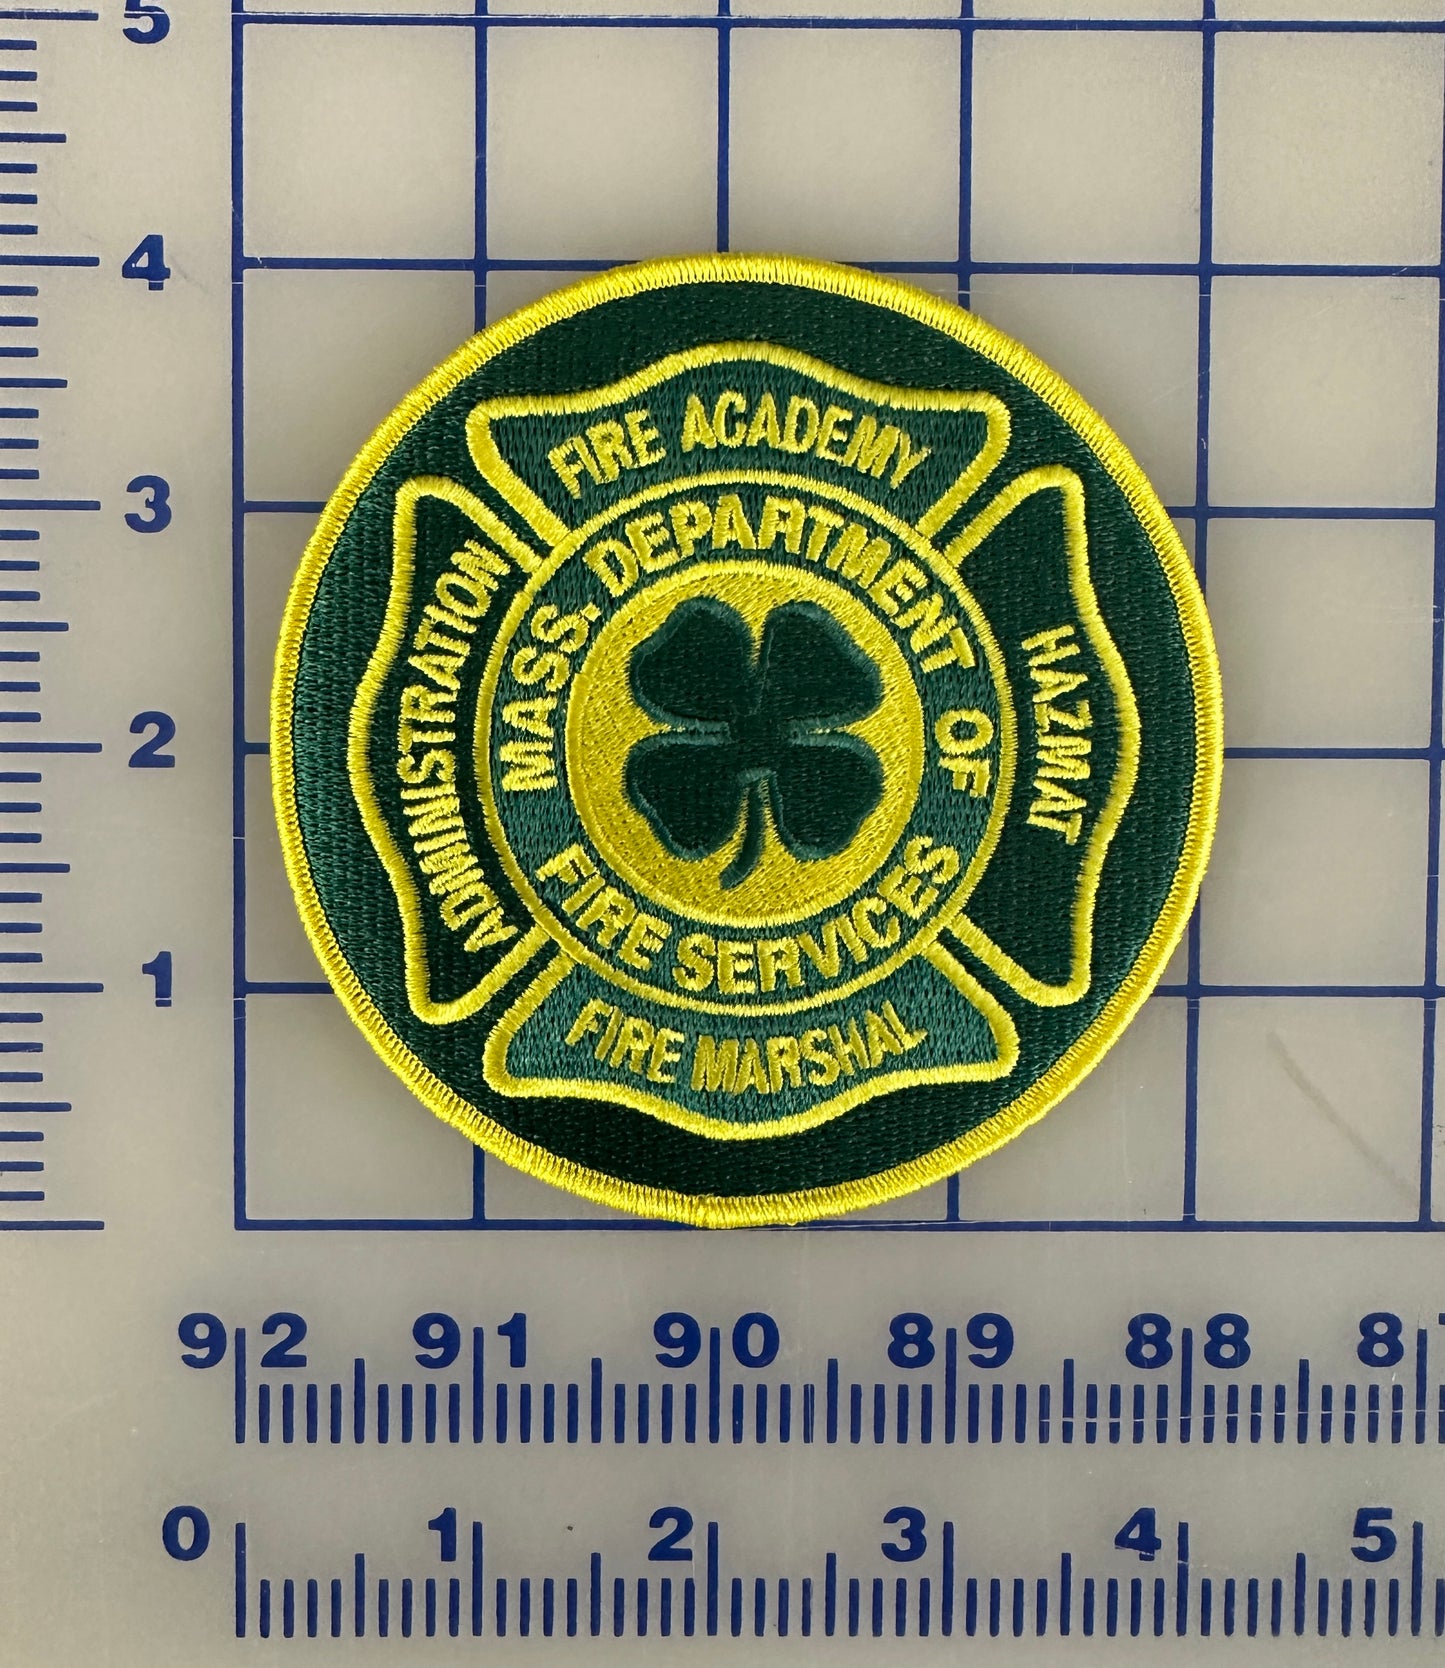 5
4
3
2
1
FIRE ACADEMY
MASS. DEPARTMENT OF
ADMINISTRATION
HAZMAT
FIRE SERVICES
FIRE MARSHAL
92 91 90 89 88 8
0 1 2 3 4 5